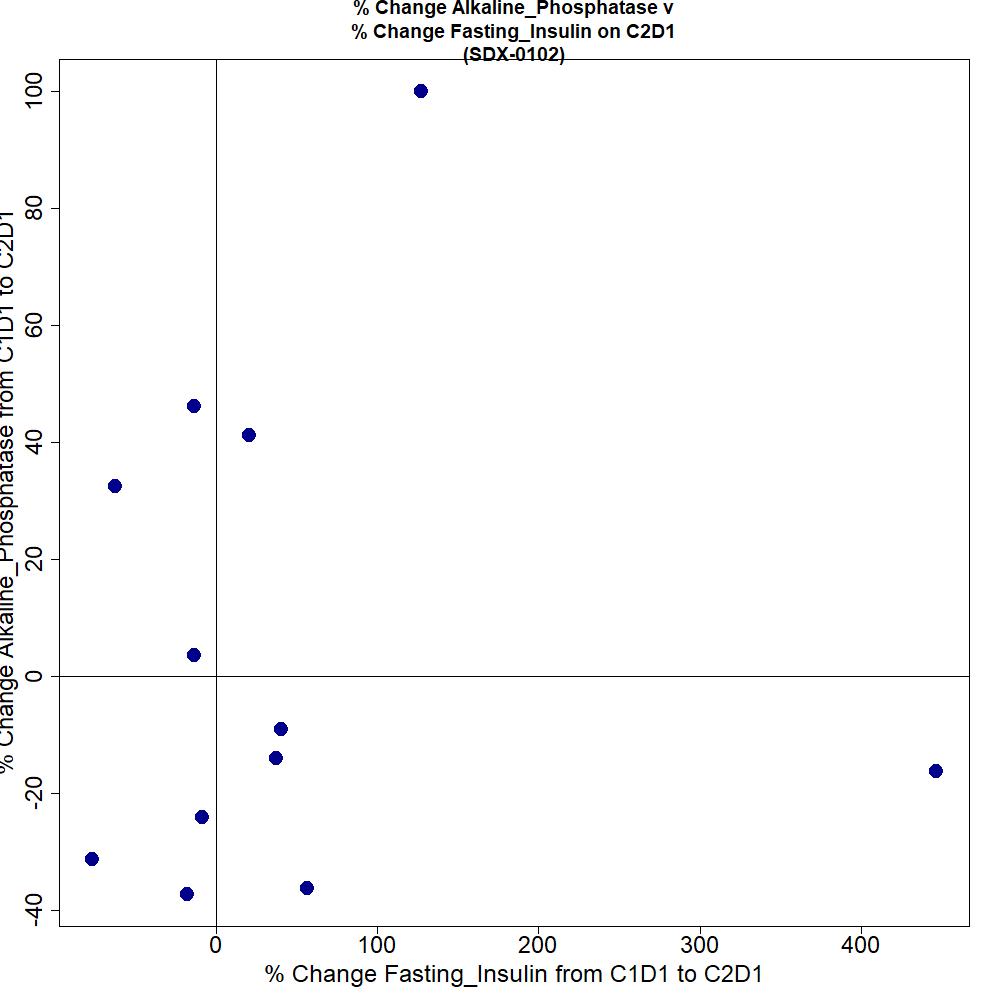 % Change Alkaline_Phosphatase v
% Change Fasting_Insulin on C2D1
(SDX-0102)
% Change Alkaline_Phosphatase from C1D1 to C2D1
100
80
60
40
20
0
-20
-40
0 100 200 300 400
% Change Fasting_Insulin from C1D1 to C2D1